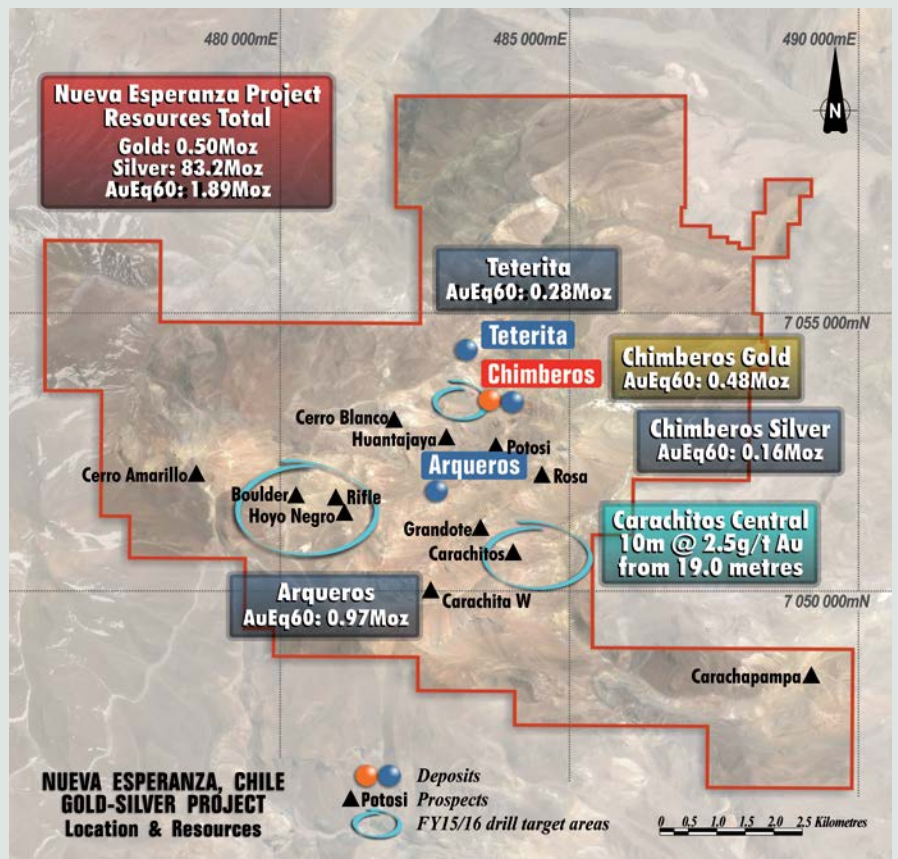 480 000mE
485 000mE
490 000mE
Nueva Esperanza Project
Resources Total
Gold: 0.50Moz
Silver: 83.2Moz
AuEq60: 1.89Moz
N
Teterita
AuEq60: 0.28Moz
7 055 000mN
Teterita
Chimberos
Chimberos Gold
AuEq60: 0.48Moz
Cerro Blanco
Huantajaya
Potosi
Chimberos Silver
AuEq60: 0.16Moz
Cerro Amarillo
Arqueros
Rosa
Boulder
Rifle
Hoyo Negro
Grandote
Carachitos
Carachitos Central
10m @ 2.5g/t Au
from 19.0 metres
Arqueros
AuEq60: 0.97Moz
Carachita W
7 050 000mN
Carachapampa
NUEVA ESPERANZA, CHILE
GOLD-SILVER PROJECT
Location & Resources
Deposits
Potosi Prospects
FY15/16 drill target areas
0 0.5 1.0 1.5 2.0 2.5 Kilometres